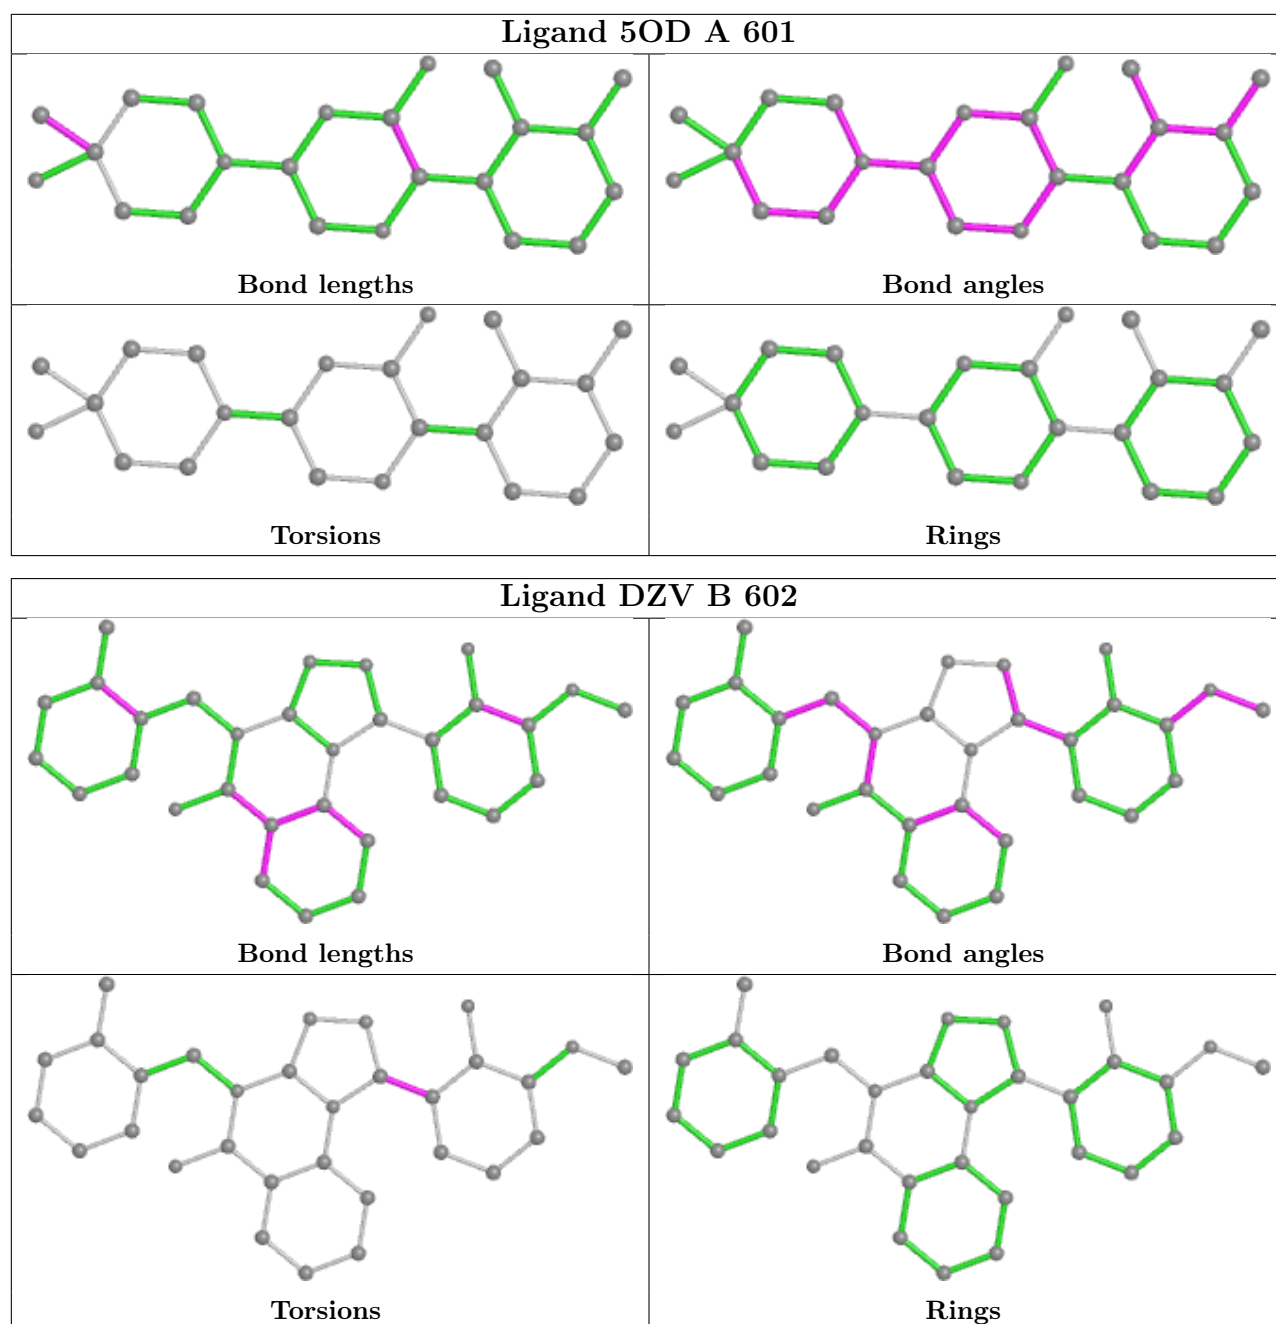 Ligand 5OD A 601
Bond lengths
Bond angles
Torsions
Rings
Ligand DZV B 602
Bond lengths
Bond angles
Torsions
Rings